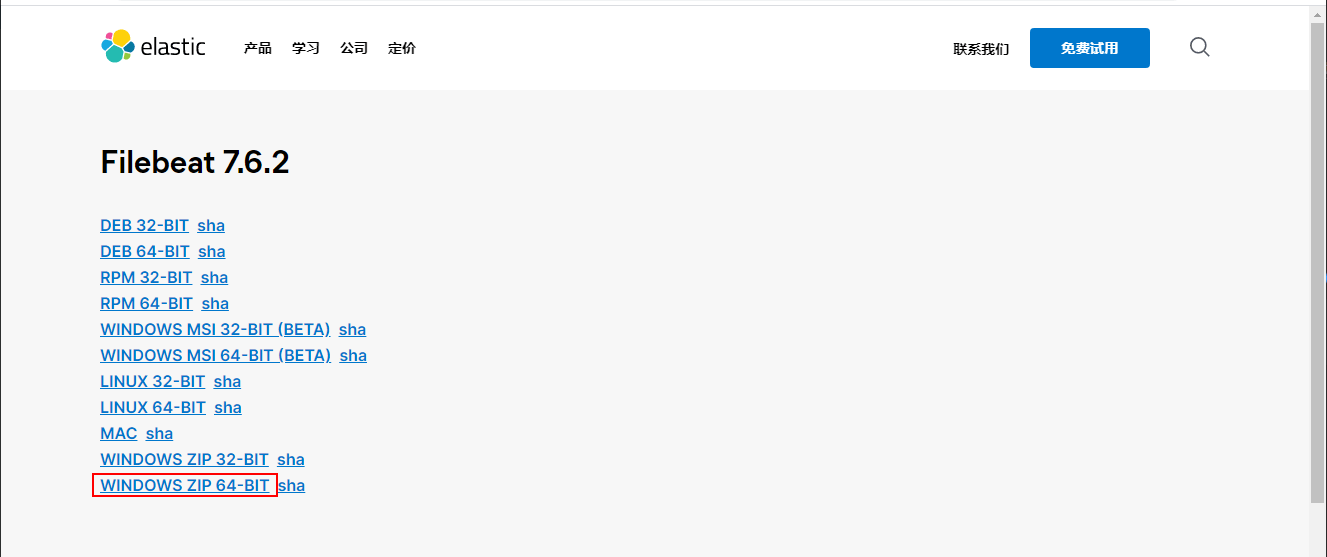 elastic 产品 学习 公司 定价 联系我们 免费试用
Filebeat 7.6.2
DEB 32-BIT sha
DEB 64-BIT sha
RPM 32-BIT sha
RPM 64-BIT sha
WINDOWS MSI 32-BIT (BETA) sha
WINDOWS MSI 64-BIT (BETA) sha
LINUX 32-BIT sha
LINUX 64-BIT sha
MAC sha
WINDOWS ZIP 32-BIT sha
WINDOWS ZIP 64-BIT sha